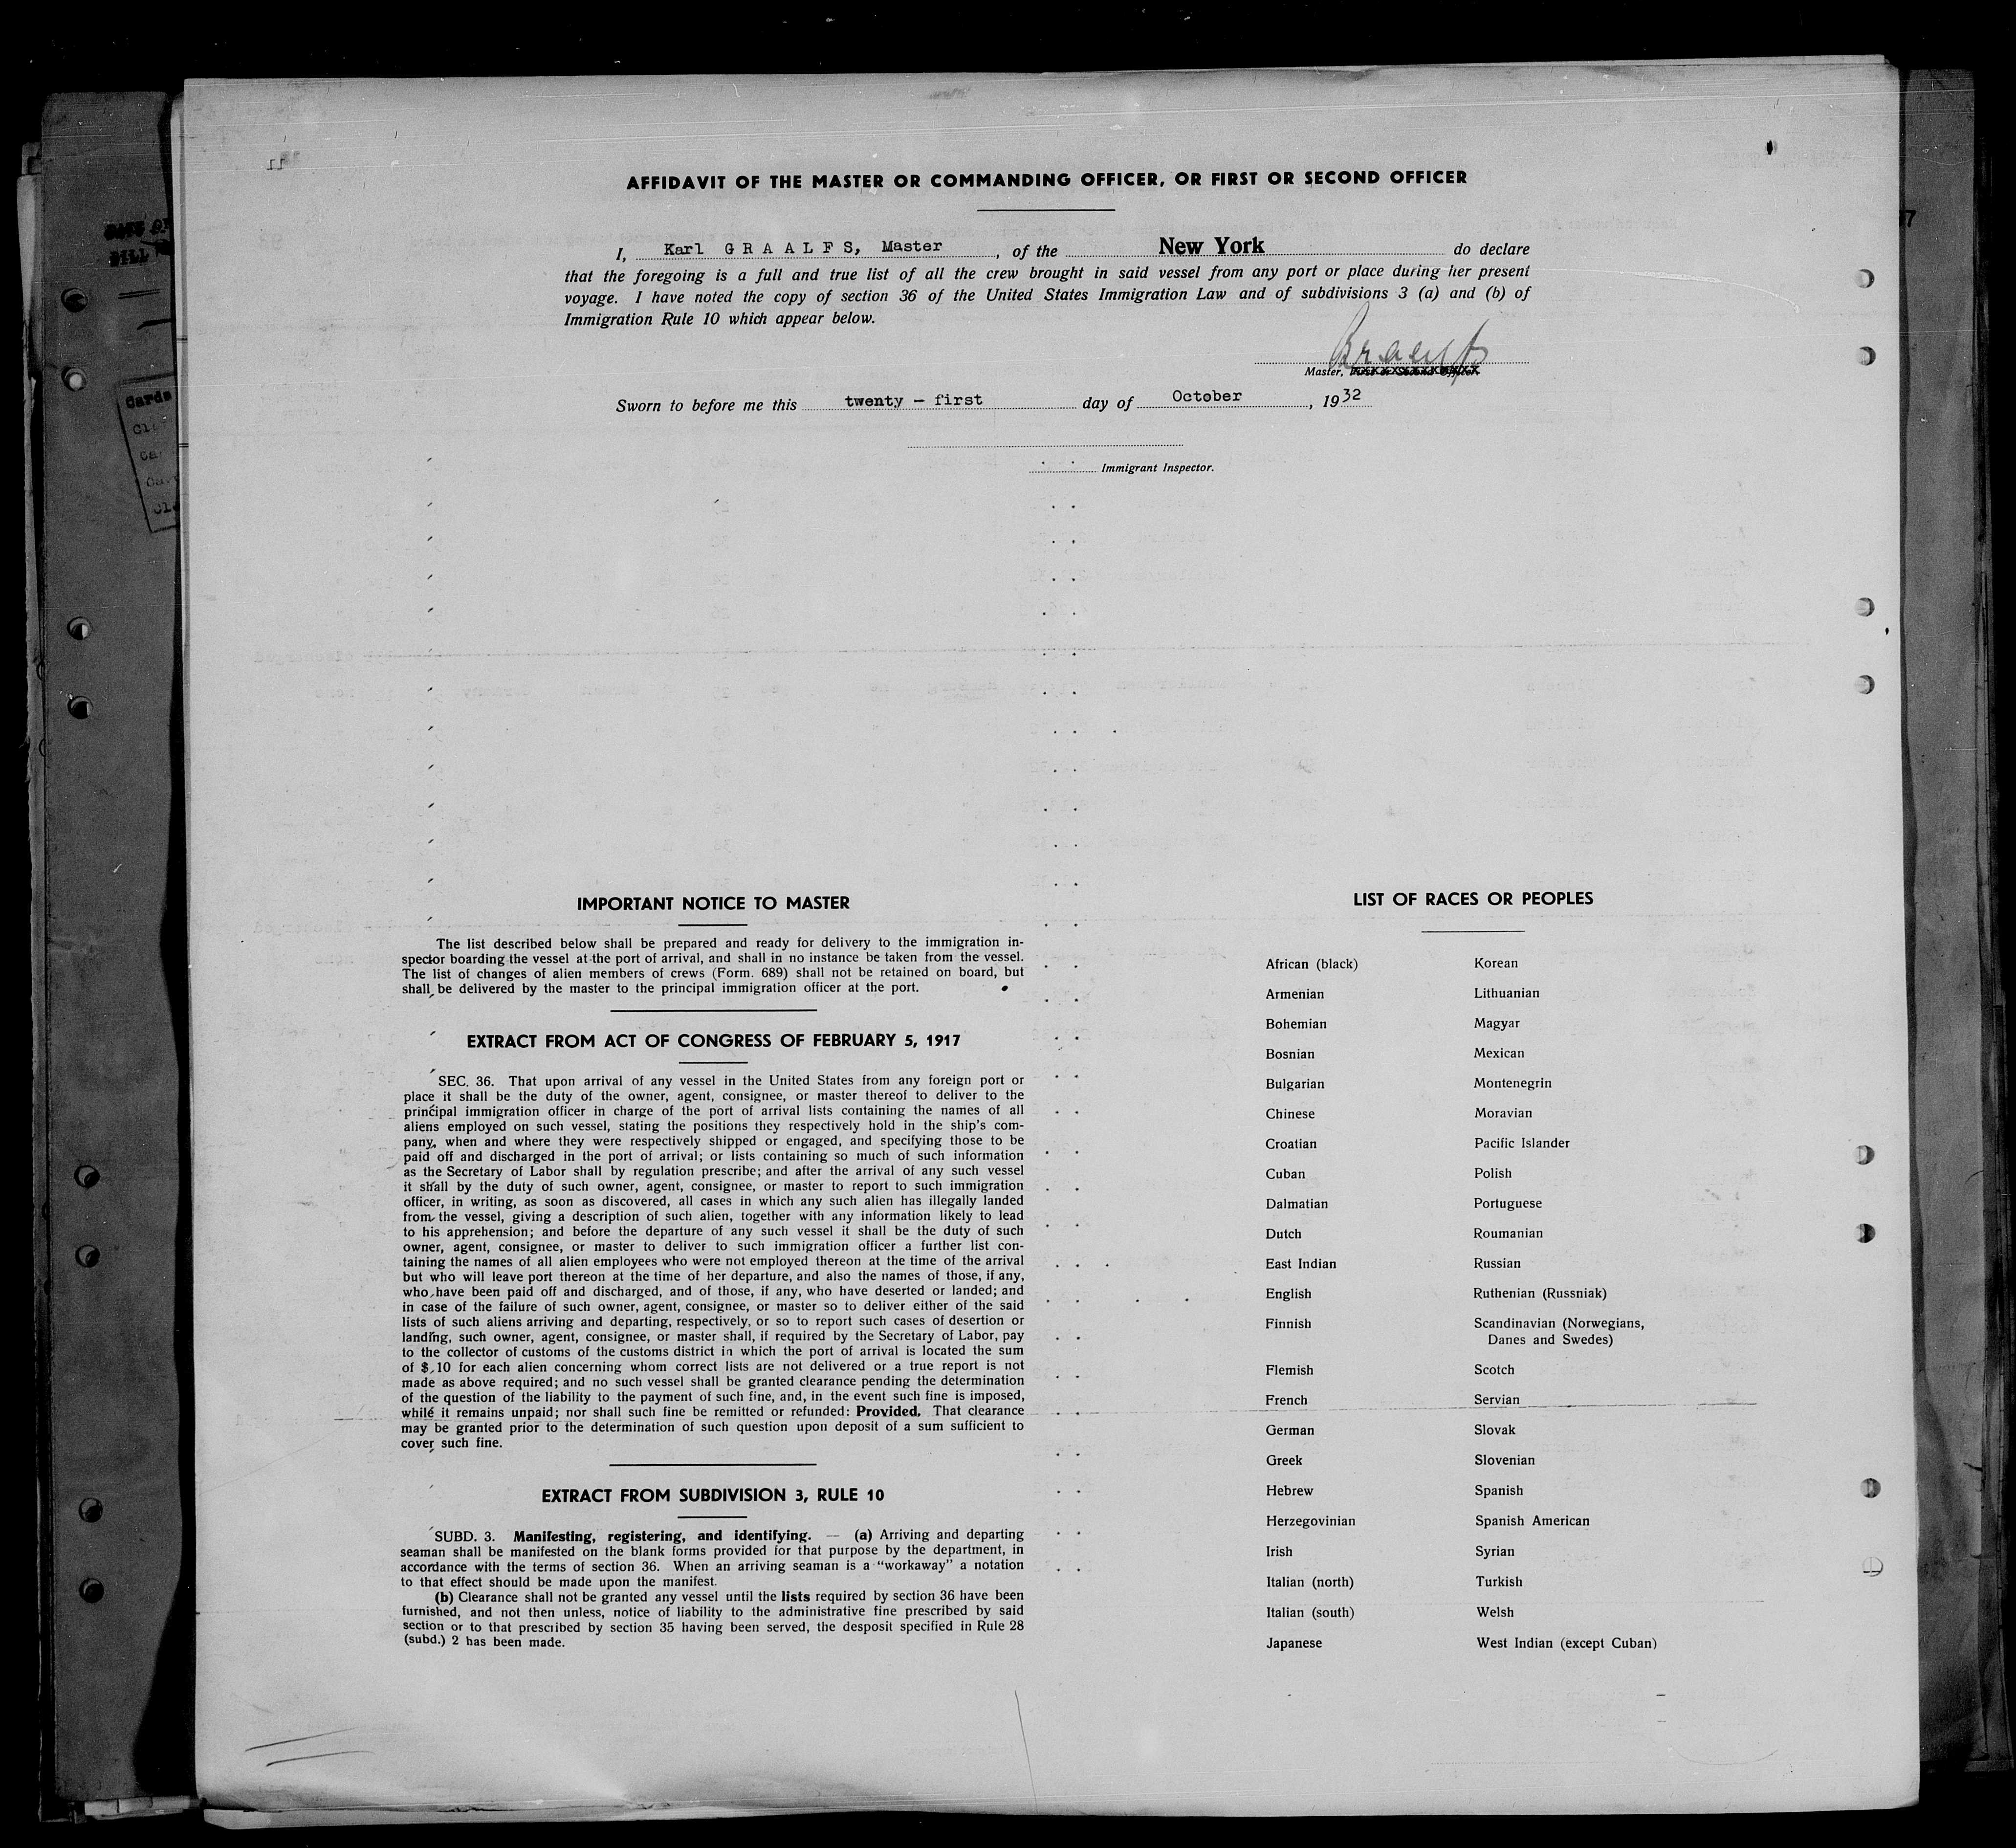 AFFIDAVIT OF THE MASTER OR COMMANDING OFFICER, OR FIRST OR SECOND OFFICER
I, Karl G R A A L F S, Master, of the New York do declare
that the foregoing is a full and true list of all the crew brought in said vessel from any port or place during her present
voyage. I have noted the copy of section 36 of the United States Immigration Law and of subdivisions 3 (a) and (b) of
Immigration Rule 10 which appear below.
Graalfs
Master, First or Second Officer.
Sworn to before me this twenty - first day of October, 1932
Immigrant Inspector.
IMPORTANT NOTICE TO MASTER
The list described below shall be prepared and ready for delivery to the immigration in-
spector boarding the vessel at the port of arrival, and shall in no instance be taken from the vessel.
The list of changes of alien members of crews (Form. 689) shall not be retained on board, but
shall be delivered by the master to the principal immigration officer at the port.
EXTRACT FROM ACT OF CONGRESS OF FEBRUARY 5, 1917
SEC. 36. That upon arrival of any vessel in the United States from any foreign port or
place it shall be the duty of the owner, agent, consignee, or master thereof to deliver to the
principal immigration officer in charge of the port of arrival lists containing the names of all
aliens employed on such vessel, stating the positions they respectively hold in the ship's com-
pany, when and where they were respectively shipped or engaged, and specifying those to be
paid off and discharged in the port of arrival; or lists containing so much of such information
as the Secretary of Labor shall by regulation prescribe; and after the arrival of any such vessel
it shall by the duty of such owner, agent, consignee, or master to report to such immigration
officer, in writing, as soon as discovered, all cases in which any such alien has illegally landed
from the vessel, giving a description of such alien, together with any information likely to lead
to his apprehension; and before the departure of any such vessel it shall be the duty of such
owner, agent, consignee, or master to deliver to such immigration officer a further list con-
taining the names of all alien employees who were not employed thereon at the time of the arrival
but who will leave port thereon at the time of her departure, and also the names of those, if any,
who have been paid off and discharged, and of those, if any, who have deserted or landed; and
in case of the failure of such owner, agent, consignee, or master so to deliver either of the said
lists of such aliens arriving and departing, respectively, or so to report such cases of desertion or
landing, such owner, agent, consignee, or master shall, if required by the Secretary of Labor, pay
to the collector of customs of the customs district in which the port of arrival is located the sum
of $ 10 for each alien concerning whom correct lists are not delivered or a true report is not
made as above required; and no such vessel shall be granted clearance pending the determination
of the question of the liability to the payment of such fine, and, in the event such fine is imposed,
while it remains unpaid; nor shall such fine be remitted or refunded: Provided. That clearance
may be granted prior to the determination of such question upon deposit of a sum sufficient to
cover such fine.
EXTRACT FROM SUBDIVISION 3, RULE 10
SUBD. 3. Manifesting, registering, and identifying. — (a) Arriving and departing
seaman shall be manifested on the blank forms provided for that purpose by the department, in
accordance with the terms of section 36. When an arriving seaman is a "workaway" a notation
to that effect should be made upon the manifest.
(b) Clearance shall not be granted any vessel until the lists required by section 36 have been
furnished, and not then unless, notice of liability to the administrative fine prescribed by said
section or to that prescribed by section 35 having been served, the desposit specified in Rule 28
(subd.) 2 has been made.
LIST OF RACES OR PEOPLES
African (black) Korean
Armenian Lithuanian
Bohemian Magyar
Bosnian Mexican
Bulgarian Montenegrin
Chinese Moravian
Croatian Pacific Islander
Cuban Polish
Dalmatian Portuguese
Dutch Roumanian
East Indian Russian
English Ruthenian (Russniak)
Finnish Scandinavian (Norwegians,
Danes and Swedes)
Flemish Scotch
French Servian
German Slovak
Greek Slovenian
Hebrew Spanish
Herzegovinian Spanish American
Irish Syrian
Italian (north) Turkish
Italian (south) Welsh
Japanese West Indian (except Cuban)